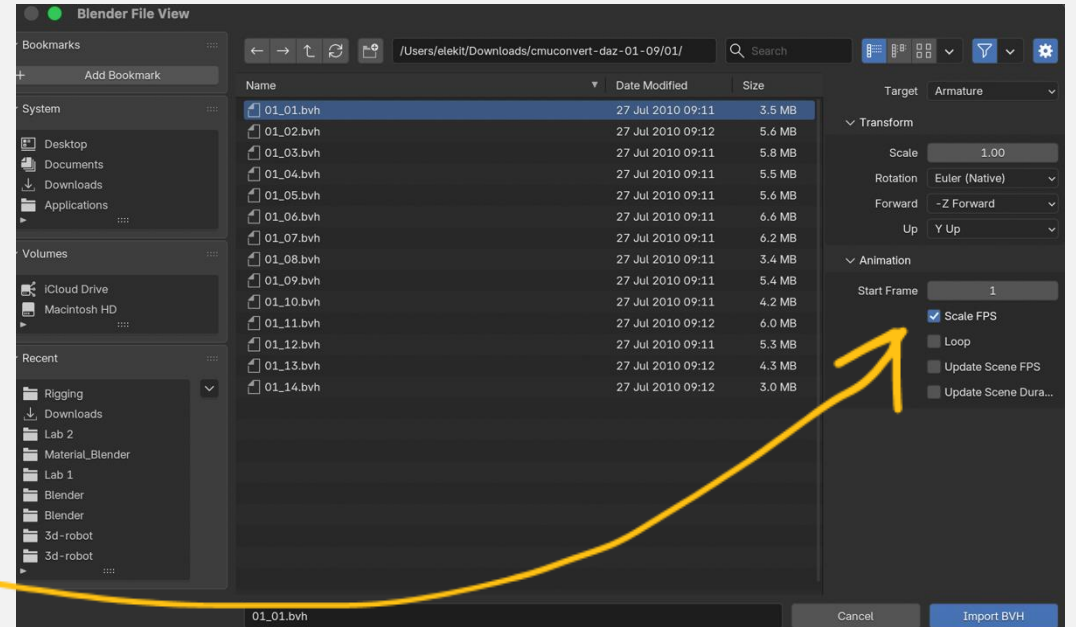 Blender File View
Bookmarks
Add Bookmark
System
Desktop
Documents
Downloads
Applications
Volumes
iCloud Drive
Macintosh HD
Recent
Rigging
Downloads
Lab 2
Material_Blender
Lab 1
Blender
Blender
3d-robot
3d-robot
/Users/elekit/Downloads/cmuconvert-daz-01-09/01/
Search
Name Date Modified Size
01_01.bvh 27 Jul 2010 09:11 3.5 MB
01_02.bvh 27 Jul 2010 09:12 5.6 MB
01_03.bvh 27 Jul 2010 09:11 5.8 MB
01_04.bvh 27 Jul 2010 09:11 5.5 MB
01_05.bvh 27 Jul 2010 09:11 5.6 MB
01_06.bvh 27 Jul 2010 09:11 6.6 MB
01_07.bvh 27 Jul 2010 09:11 6.2 MB
01_08.bvh 27 Jul 2010 09:11 3.4 MB
01_09.bvh 27 Jul 2010 09:11 5.4 MB
01_10.bvh 27 Jul 2010 09:11 4.2 MB
01_11.bvh 27 Jul 2010 09:12 6.0 MB
01_12.bvh 27 Jul 2010 09:11 5.3 MB
01_13.bvh 27 Jul 2010 09:12 4.3 MB
01_14.bvh 27 Jul 2010 09:12 3.0 MB
Target Armature
Transform
Scale 1.00
Rotation Euler (Native)
Forward -Z Forward
Up Y Up
Animation
Start Frame 1
Scale FPS
Loop
Update Scene FPS
Update Scene Dura...
01_01.bvh
Cancel
Import BVH